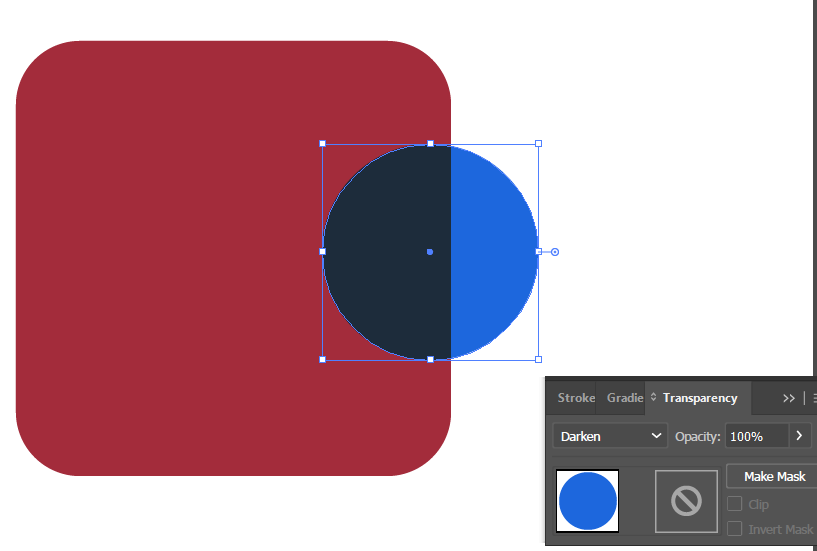 Stroke Gradie Transparency
Darken Opacity: 100%
Make Mask
Clip
Invert Mask